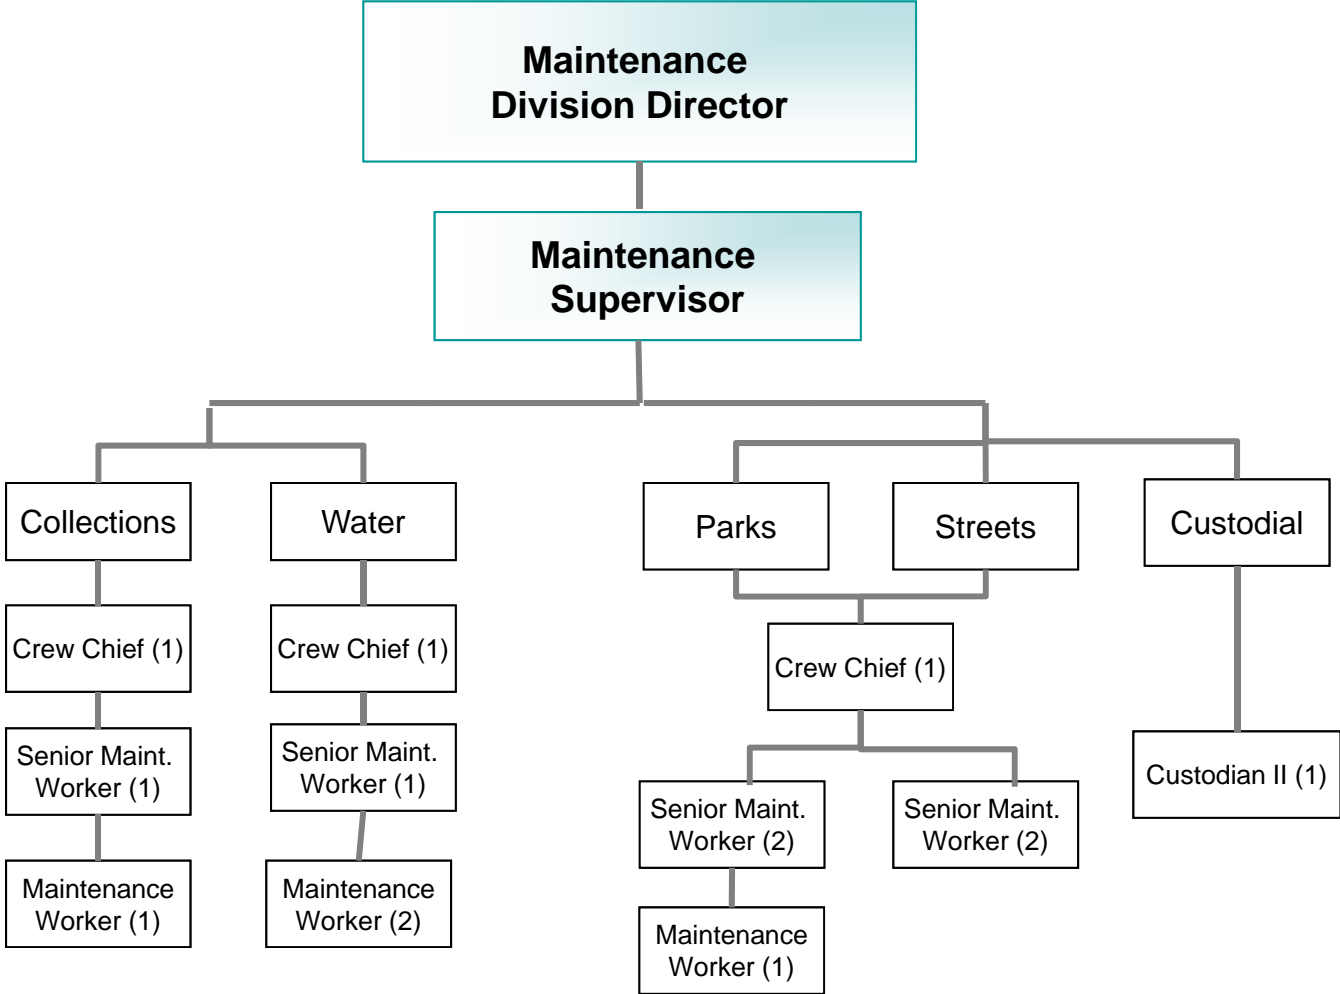 Maintenance
Division Director
Maintenance
Supervisor
Collections
Water
Parks
Streets
Custodial
Crew Chief (1)
Crew Chief (1)
Crew Chief (1)
Senior Maint.
Worker (1)
Senior Maint.
Worker (1)
Senior Maint.
Worker (2)
Senior Maint.
Worker (2)
Custodian II (1)
Maintenance
Worker (1)
Maintenance
Worker (2)
Maintenance
Worker (1)